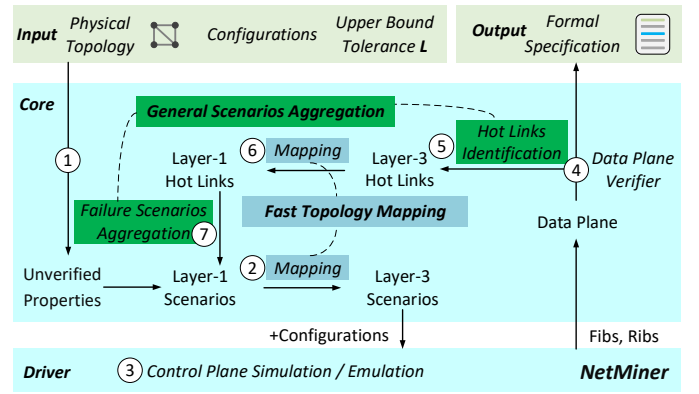 Input
Physical
Topology
Configurations
Upper Bound
Tolerance L
Output
Formal
Specification
Core
General Scenarios Aggregation
1
6
Mapping
Layer-1
Hot Links
Layer-3
Hot Links
5
Hot Links
Identification
4
Data Plane
Verifier
Failure Scenarios
Aggregation
7
Fast Topology Mapping
Data Plane
Unverified
Properties
Layer-1
Scenarios
2
Mapping
Layer-3
Scenarios
+Configurations
Fibs, Ribs
Driver
3
Control Plane Simulation / Emulation
NetMiner